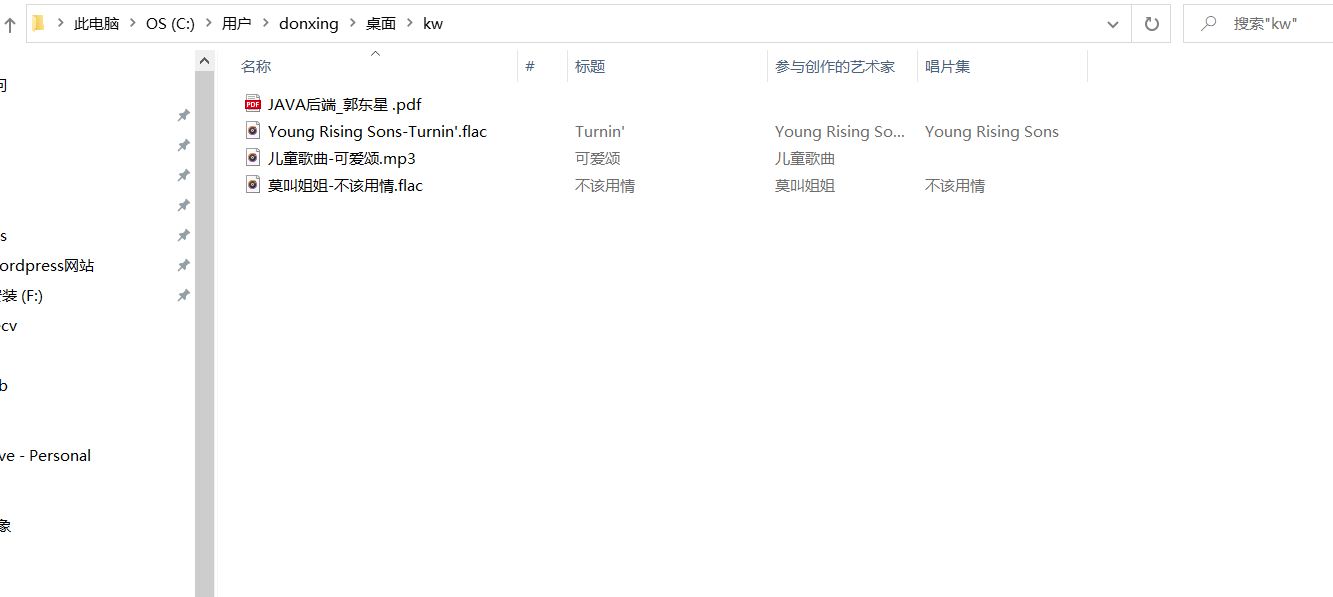 此电脑 > OS (C:) > 用户 > donxing > 桌面 > kw
搜索"kw"
名称 # 标题 参与创作的艺术家 唱片集
JAVA后端_郭东星 .pdf
Young Rising Sons-Turnin'.flac Turnin' Young Rising So... Young Rising Sons
儿童歌曲-可爱颂.mp3 可爱颂 儿童歌曲
莫叫姐姐-不该用情.flac 不该用情 莫叫姐姐 不该用情
s
ordpress网站
装 (F:)
cv
b
ve - Personal
象